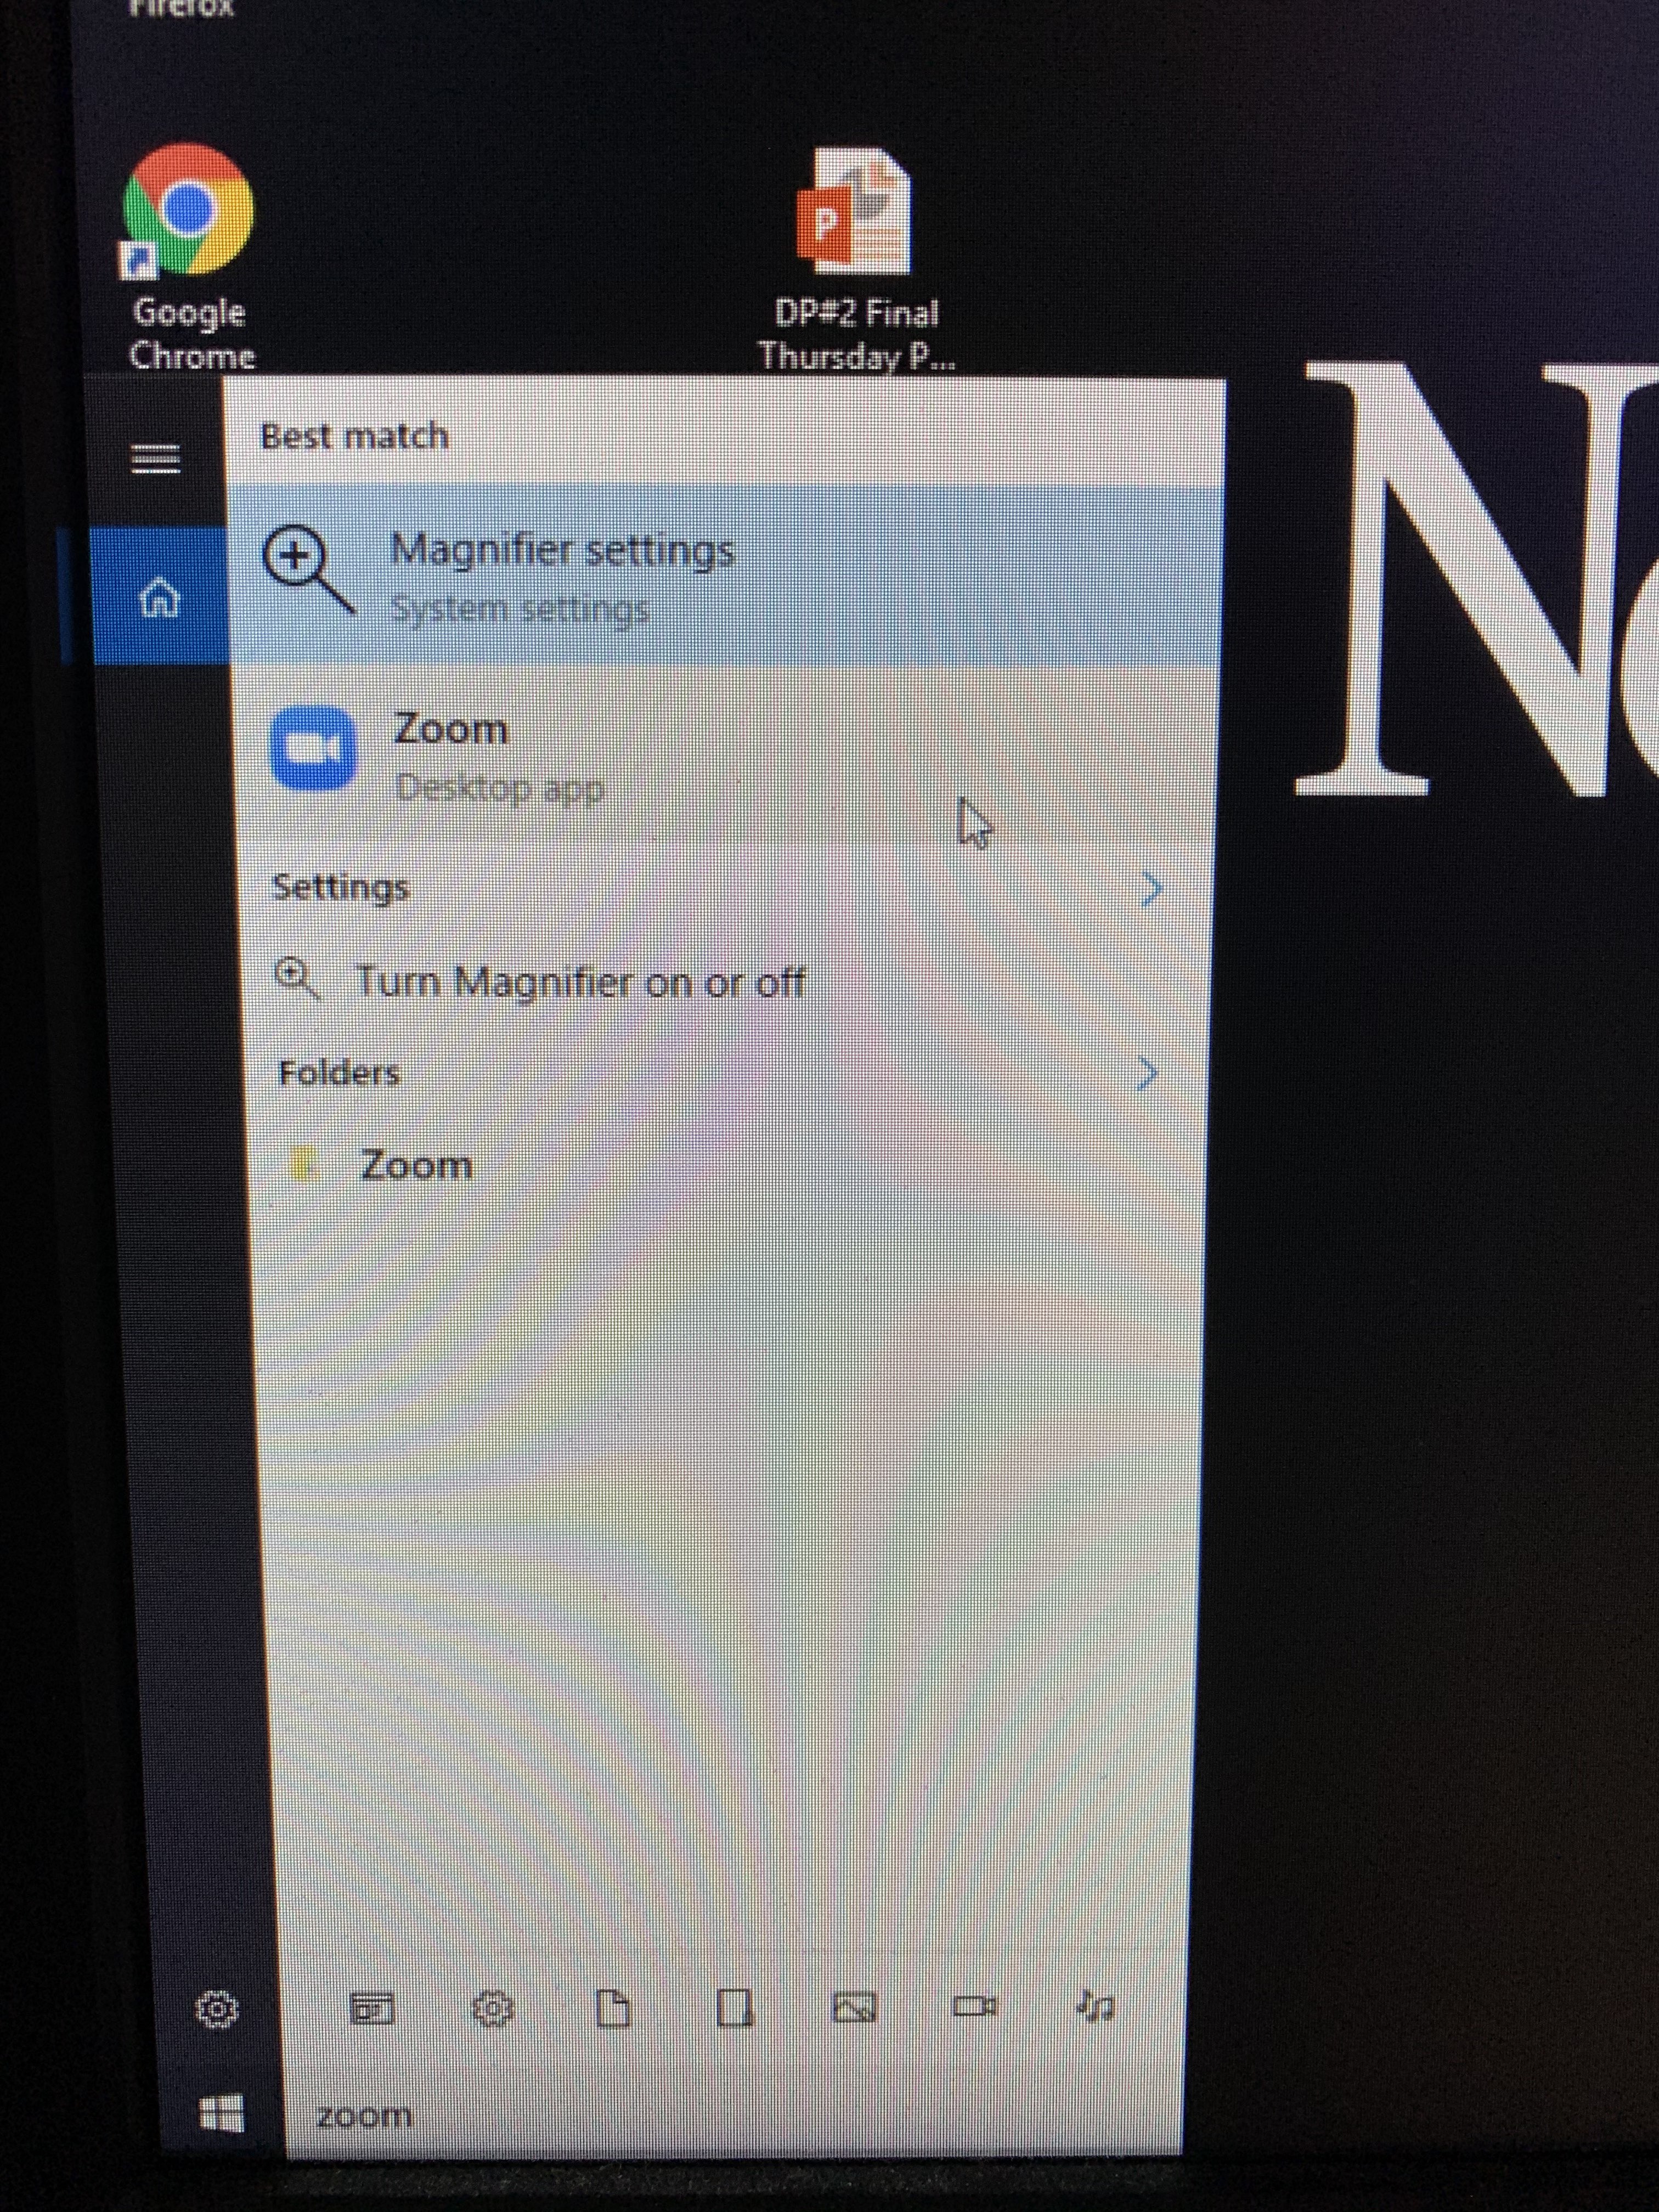 Firefox
Google
Chrome
P
DP#2 Final
Thursday P...
Best match
Magnifier settings
System settings
Zoom
Desktop app
Settings
Turn Magnifier on or off
Folders
Zoom
zoom